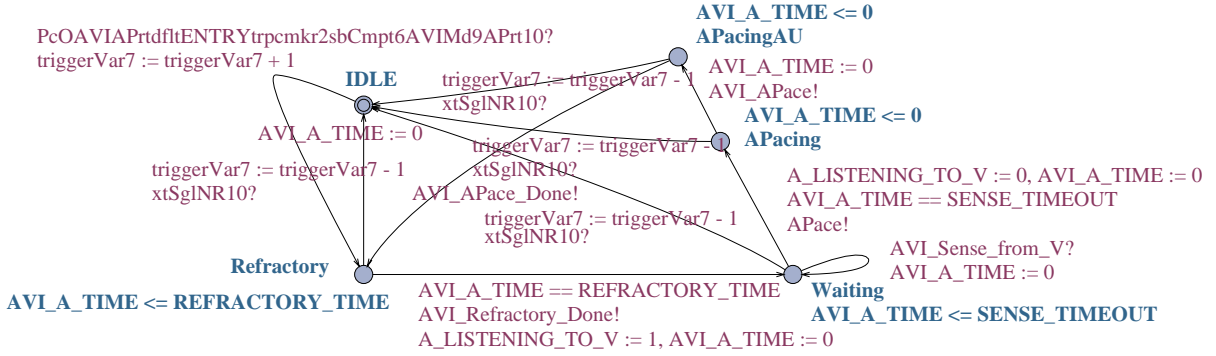 AVI_A_TIME <= 0
APacingAU
PcOAVIAPrtdfltENTRYtrpcmkr2sbCmpt6AVIMd9APrt10?
triggerVar7 := triggerVar7 + 1
IDLE
triggerVar7 := triggerVar7 - 1
xtSglNR10?
AVI_A_TIME := 0
AVI_APace!
AVI_A_TIME <= 0
APacing
AVI_A_TIME := 0
triggerVar7 := triggerVar7 - 1
xtSglNR10?
triggerVar7 := triggerVar7 - 1
xtSglNR10?
AVI_APace_Done!
A_LISTENING_TO_V := 0, AVI_A_TIME := 0
AVI_A_TIME == SENSE_TIMEOUT
APace!
triggerVar7 := triggerVar7 - 1
xtSglNR10?
AVI_Sense_from_V?
AVI_A_TIME := 0
Refractory
AVI_A_TIME <= REFRACTORY_TIME
AVI_A_TIME == REFRACTORY_TIME
AVI_Refractory_Done!
A_LISTENING_TO_V := 1, AVI_A_TIME := 0
Waiting
AVI_A_TIME <= SENSE_TIMEOUT